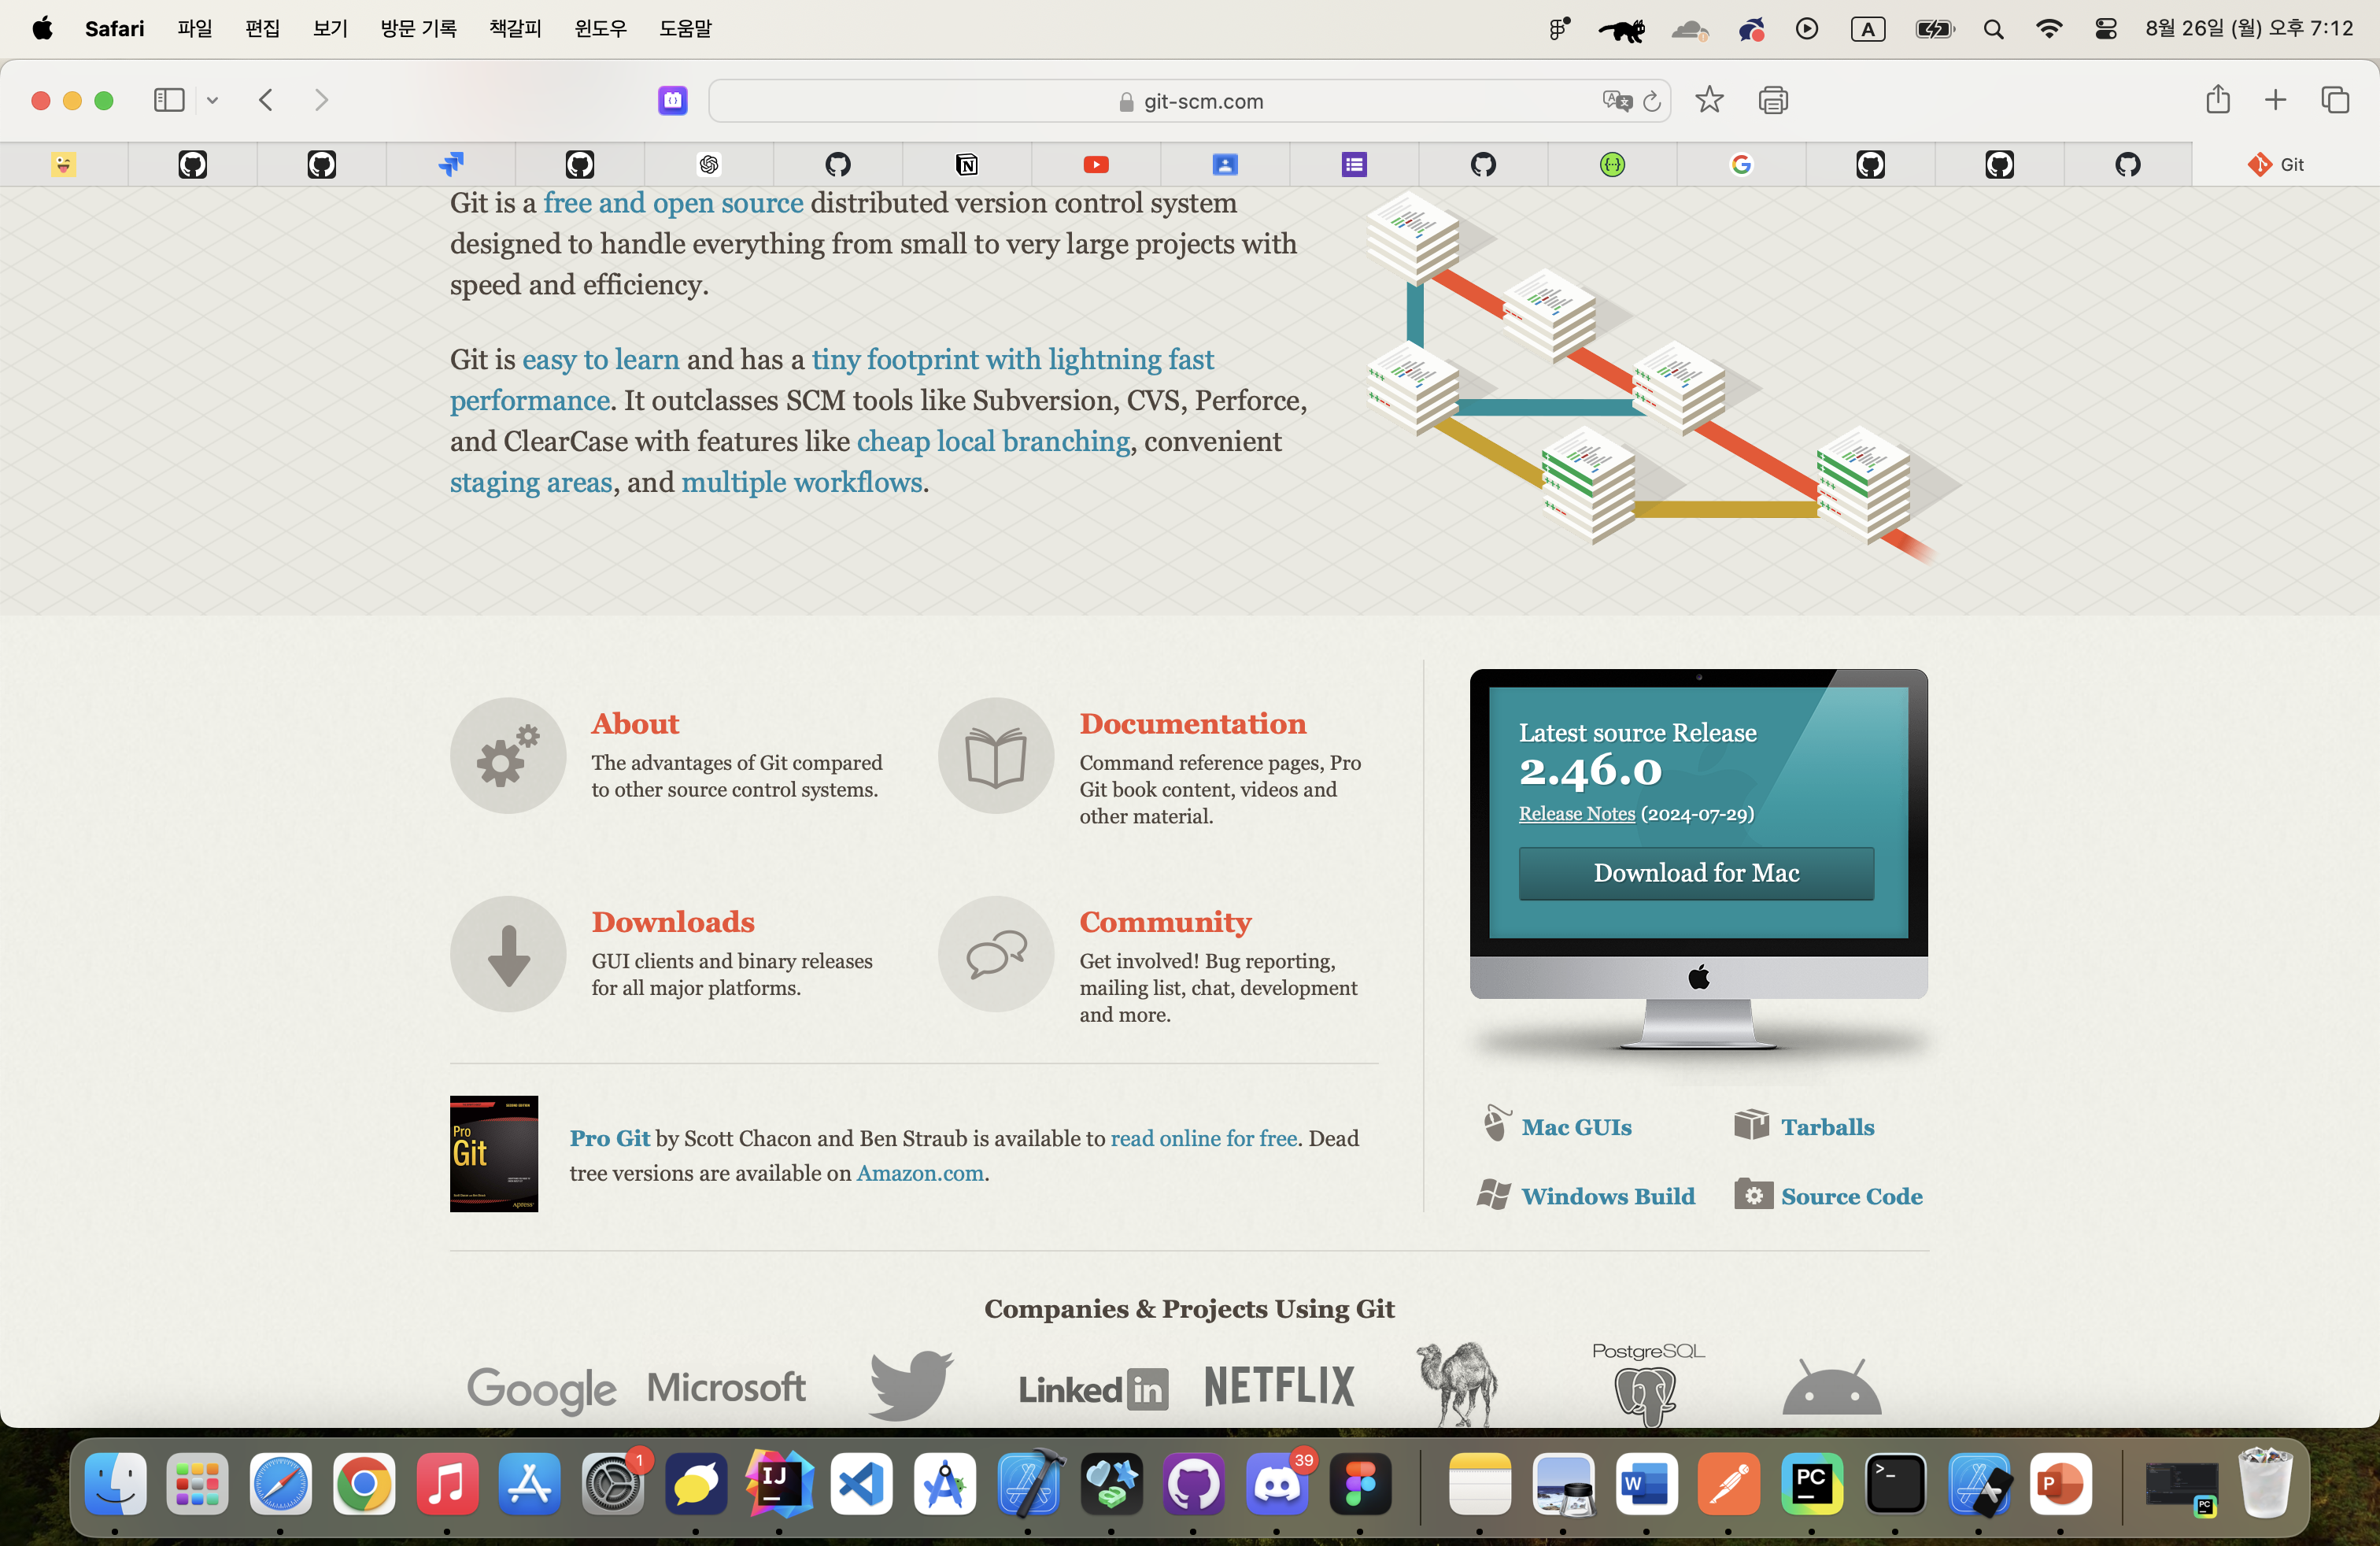 Safari 파일 편집 보기 방문 기록 책갈피 윈도우 도움말 A 8월 26일 (월) 오후 7:12
git-scm.com
Git
Git is a free and open source distributed version control system
designed to handle everything from small to very large projects with
speed and efficiency.
Git is easy to learn and has a tiny footprint with lightning fast
performance. It outclasses SCM tools like Subversion, CVS, Perforce,
and ClearCase with features like cheap local branching, convenient
staging areas, and multiple workflows.
About
The advantages of Git compared
to other source control systems.
Documentation
Command reference pages, Pro
Git book content, videos and
other material.
Downloads
GUI clients and binary releases
for all major platforms.
Community
Get involved! Bug reporting,
mailing list, chat, development
and more.
Latest source Release
2.46.0
Release Notes (2024-07-29)
Download for Mac
Pro
Git
Apress
Pro Git by Scott Chacon and Ben Straub is available to read online for free. Dead
tree versions are available on Amazon.com.
Mac GUIs
Tarballs
Windows Build
Source Code
Companies & Projects Using Git
Google Microsoft LinkedIn NETFLIX PostgreSQL
1
IJ
39
W
PC
>_
P
PC